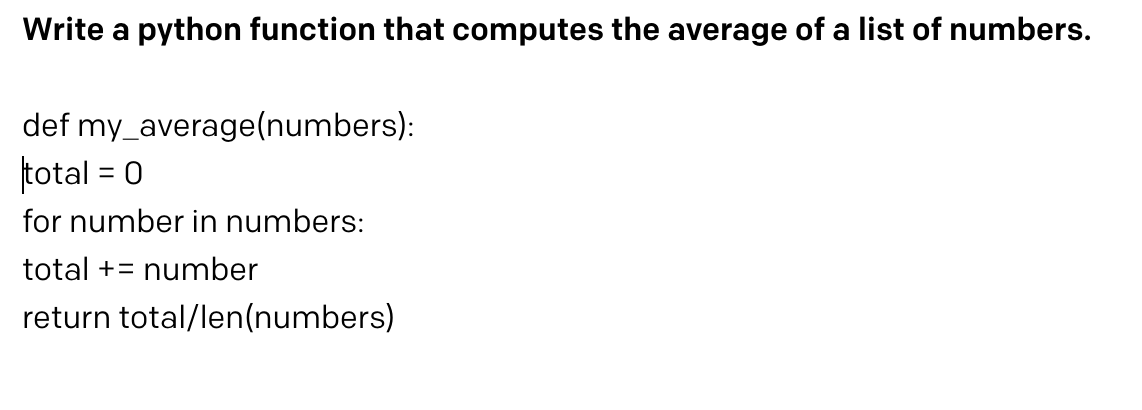 Write a python function that computes the average of a list of numbers.
def my_average(numbers):
total = 0
for number in numbers:
total += number
return total/len(numbers)